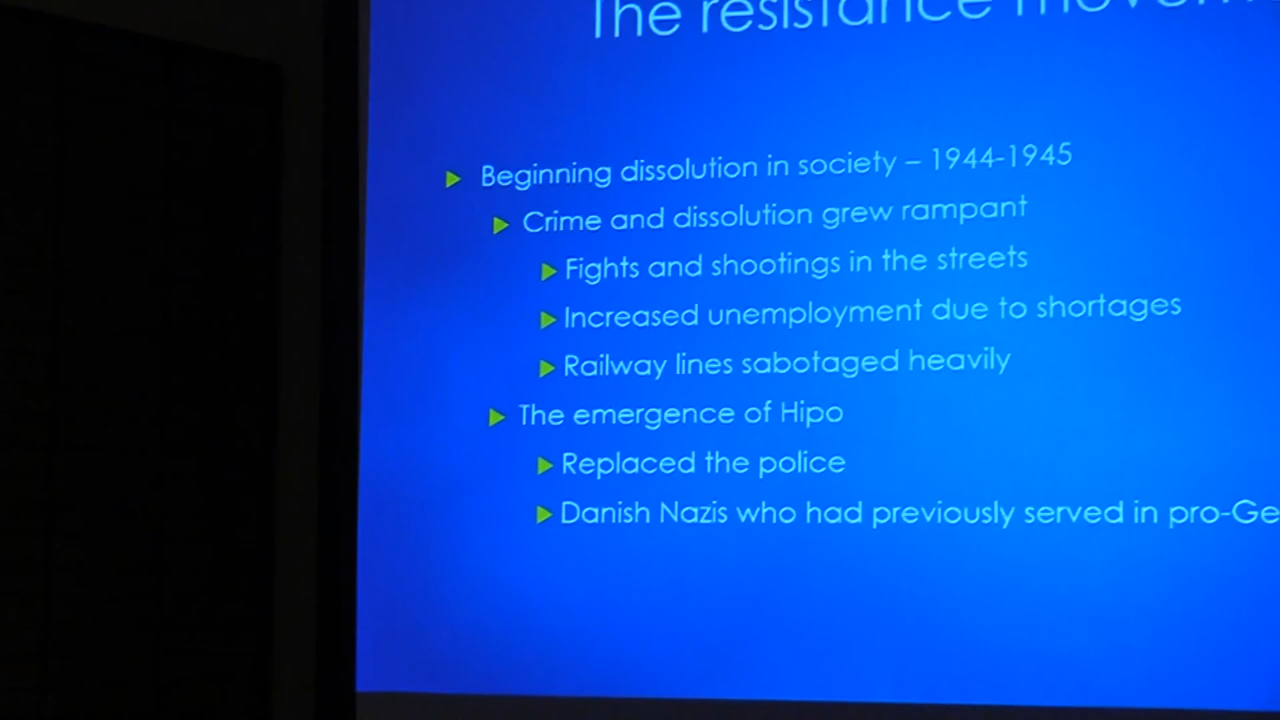 The resistance
Beginning dissolution in society – 1944-1945
Crime and dissolution grew rampant
Fights and shootings in the streets
Increased unemployment due to shortages
Railway lines sabotaged heavily
The emergence of Hipo
Replaced the police
Danish Nazis who had previously served in pro-Ge